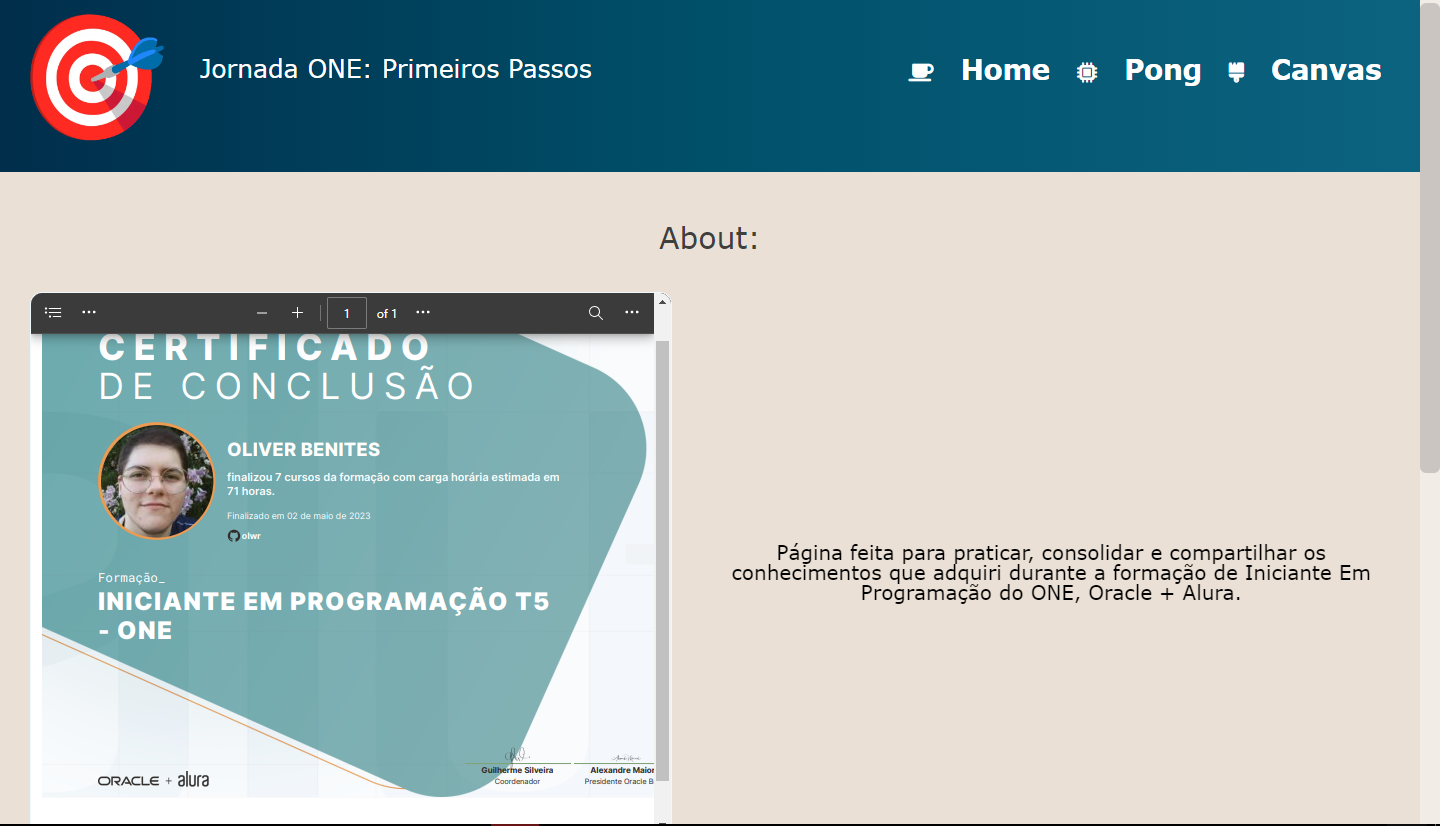 Jornada ONE: Primeiros Passos
Home
Pong
Canvas
About:
1
of 1
CERTIFICADO
DE CONCLUSÃO
OLIVER BENITES
finalizou 7 cursos da formação com carga horária estimada em
71 horas.
Finalizado em 02 de maio de 2023
olwr
Formação_
INICIANTE EM PROGRAMAÇÃO T5
- ONE
ORACLE + alura
Guilherme Silveira
Coordenador
Alexandre Maior
Presidente Oracle B
Página feita para praticar, consolidar e compartilhar os
conhecimentos que adquiri durante a formação de Iniciante Em
Programação do ONE, Oracle + Alura.